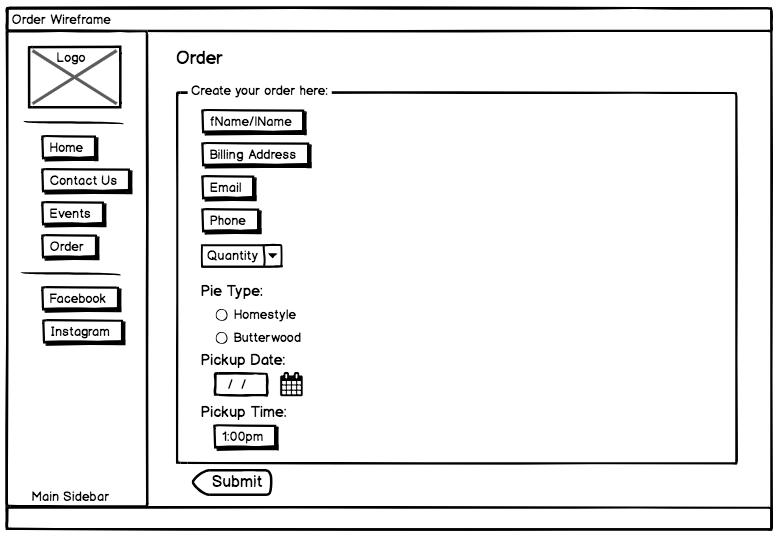 Order Wireframe
Logo
Home
Contact Us
Events
Order
Facebook
Instagram
Main Sidebar
Order
Create your order here:
fName/lName
Billing Address
Email
Phone
Quantity
Pie Type:
Homestyle
Butterwood
Pickup Date:
/ /
Pickup Time:
1:00pm
Submit